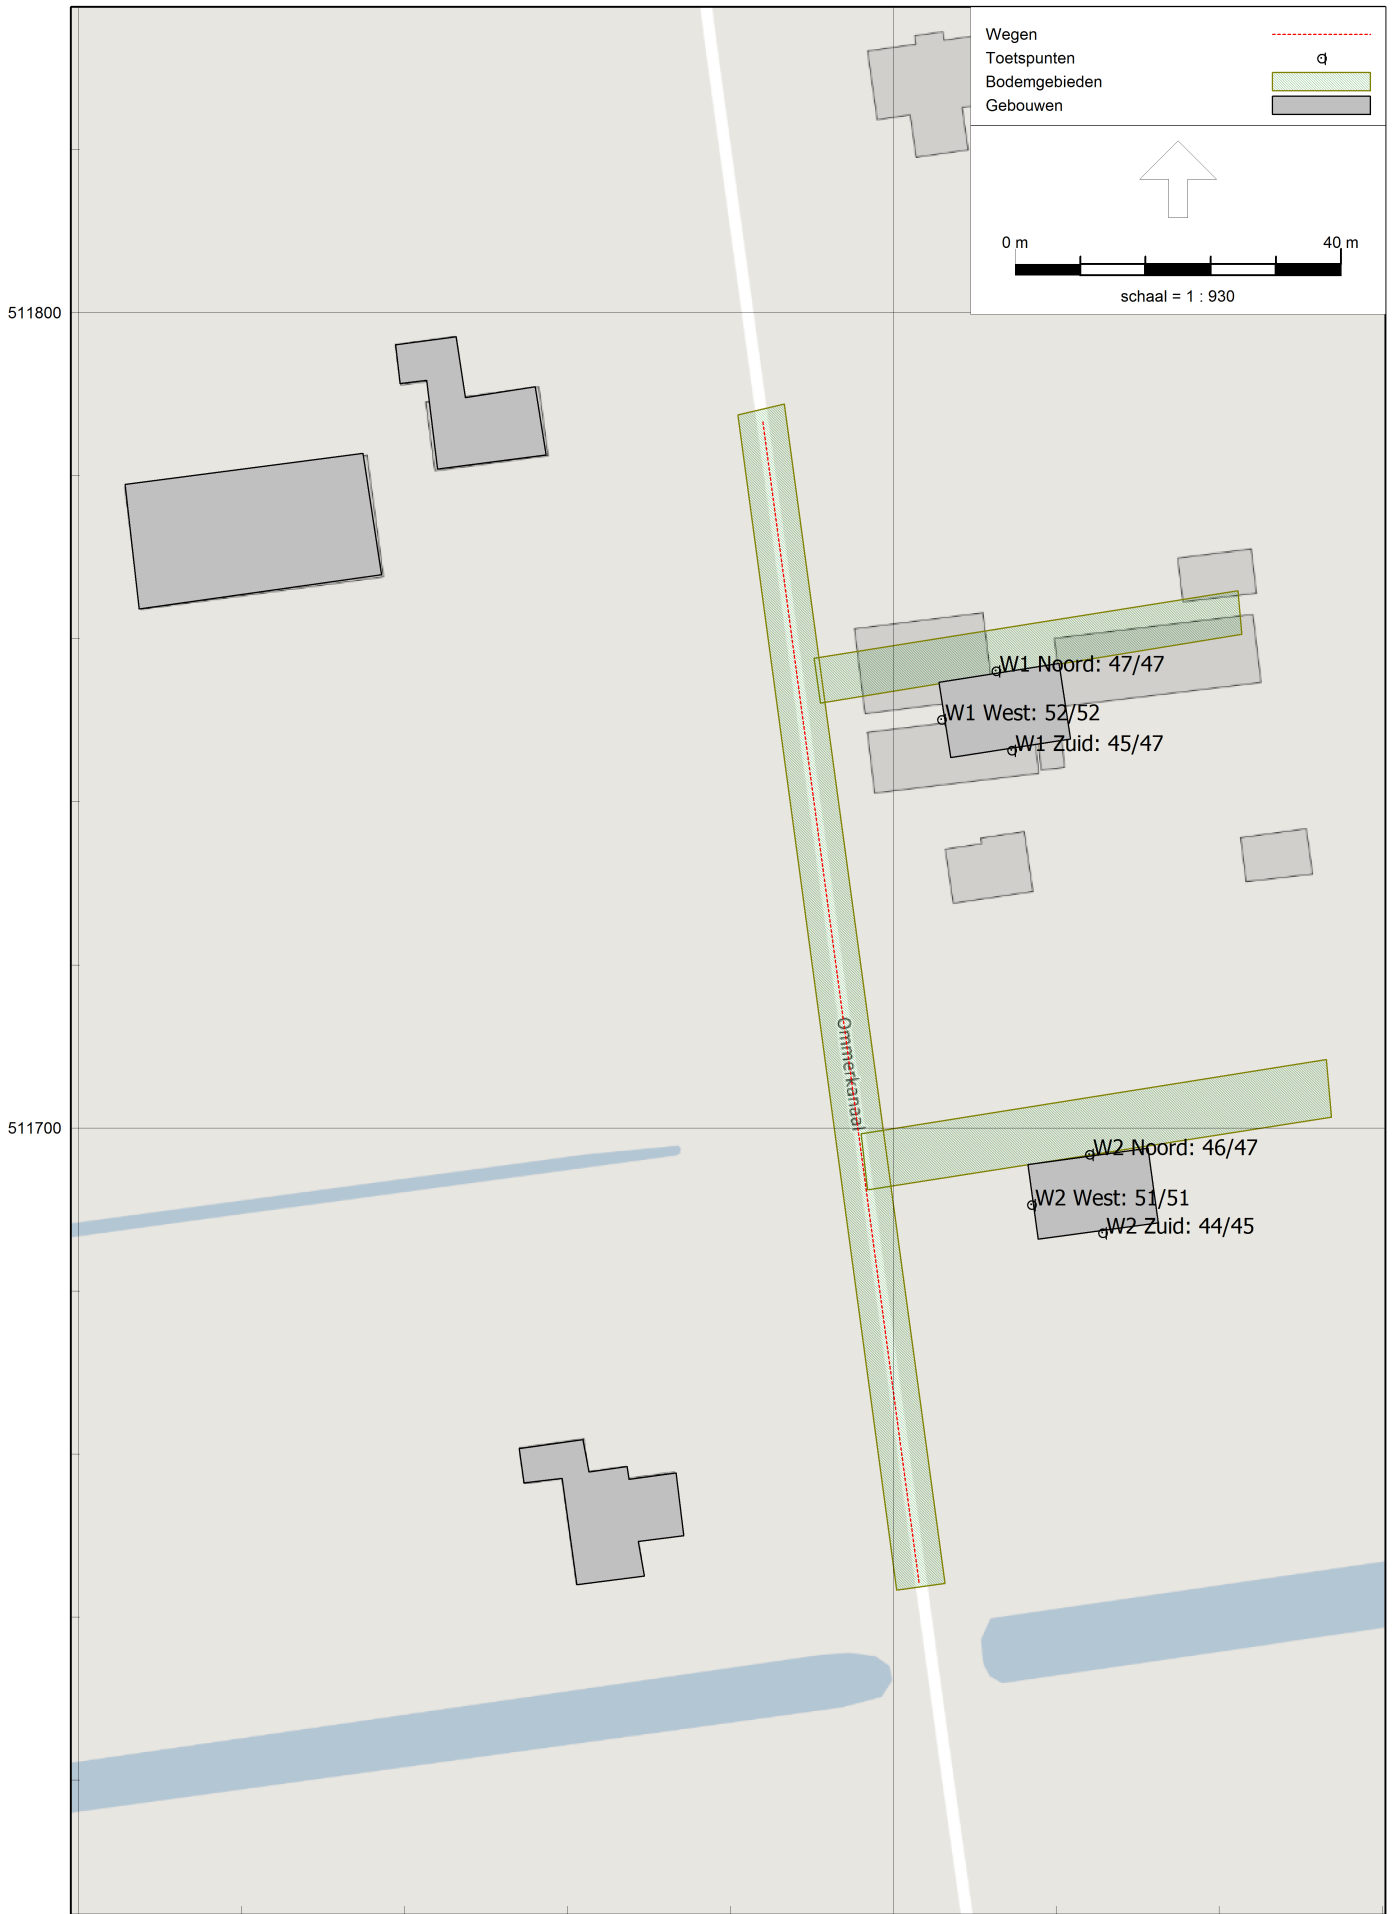 Wegen
Toetspunten
Bodemgebieden
Gebouwen
0 m 40 m
schaal = 1 : 930
511800
W1 Noord: 47/47
W1 West: 52/52
W1 Zuid: 45/47
Ommerkanaal
511700
W2 Noord: 46/47
W2 West: 51/51
W2 Zuid: 44/45